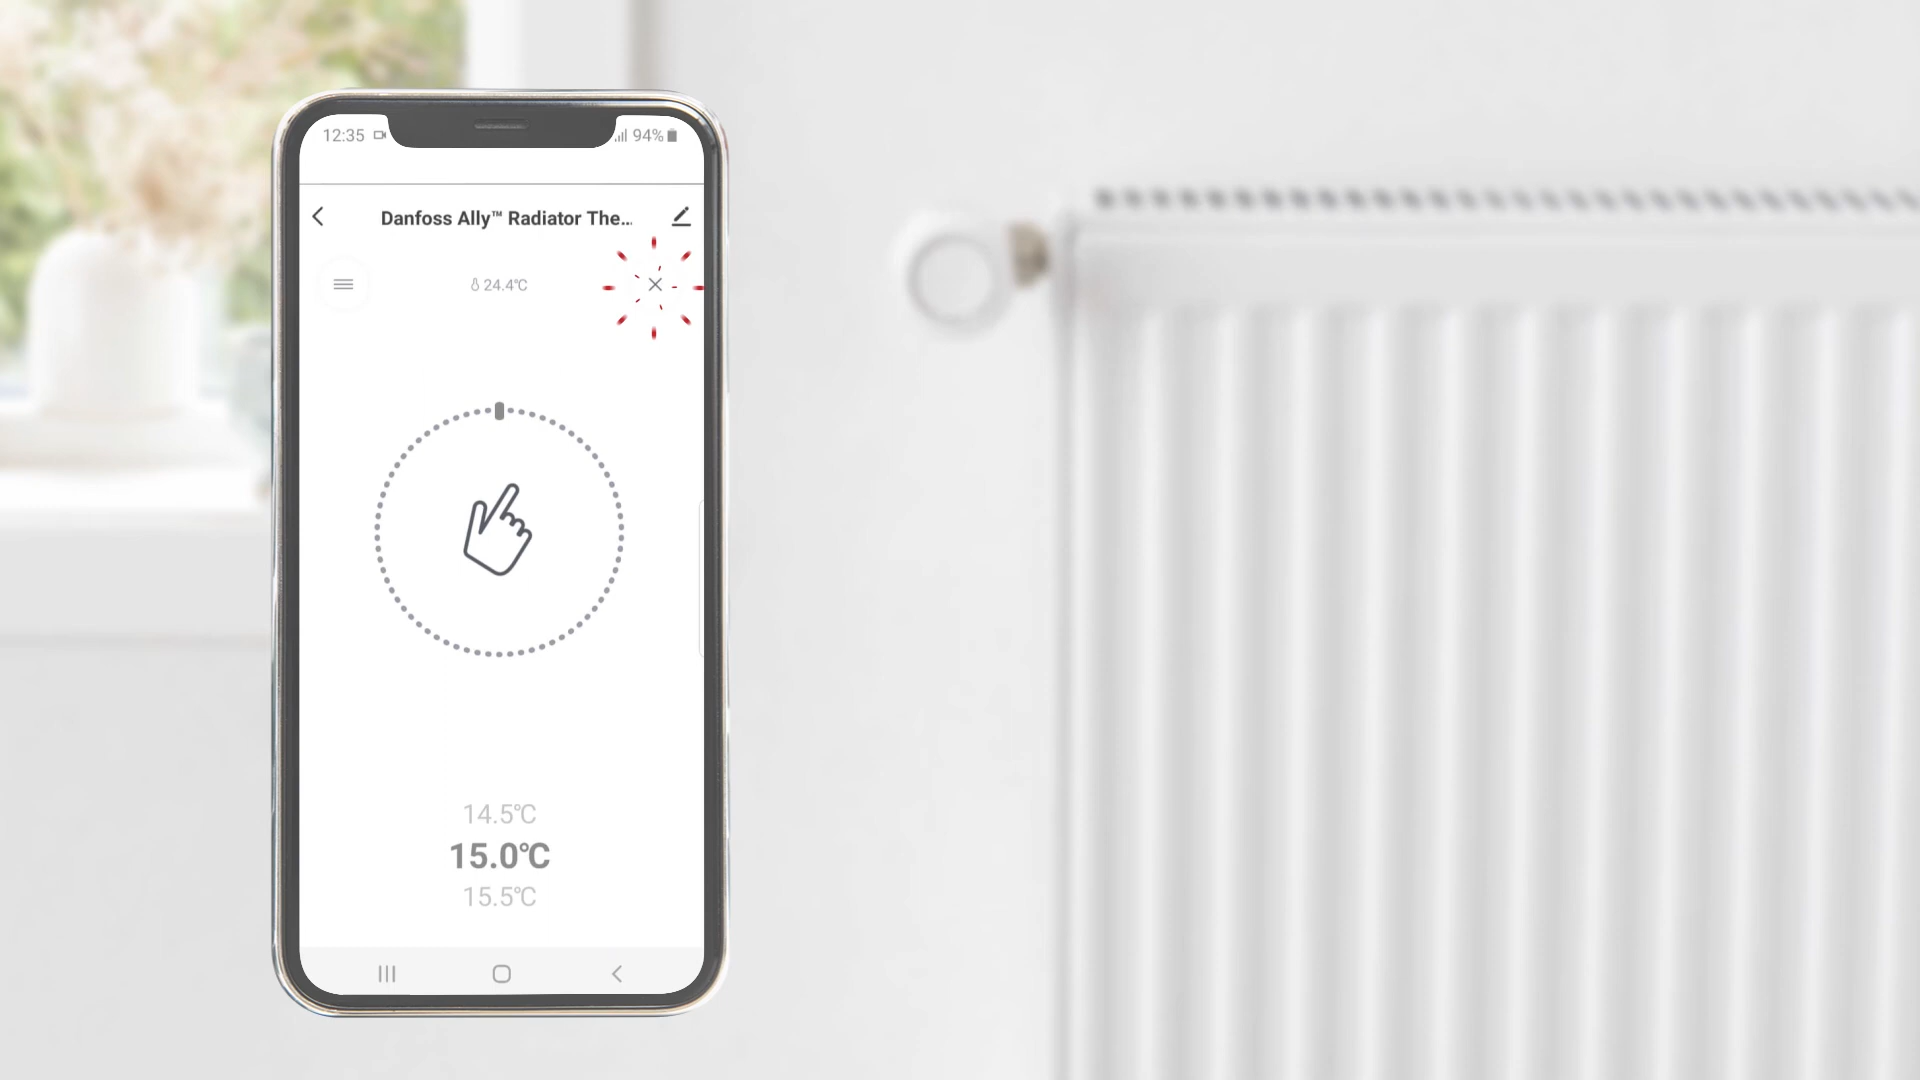 12:35 94%
Danfoss Ally™ Radiator The...
24.4°C
14.5°C
15.0°C
15.5°C